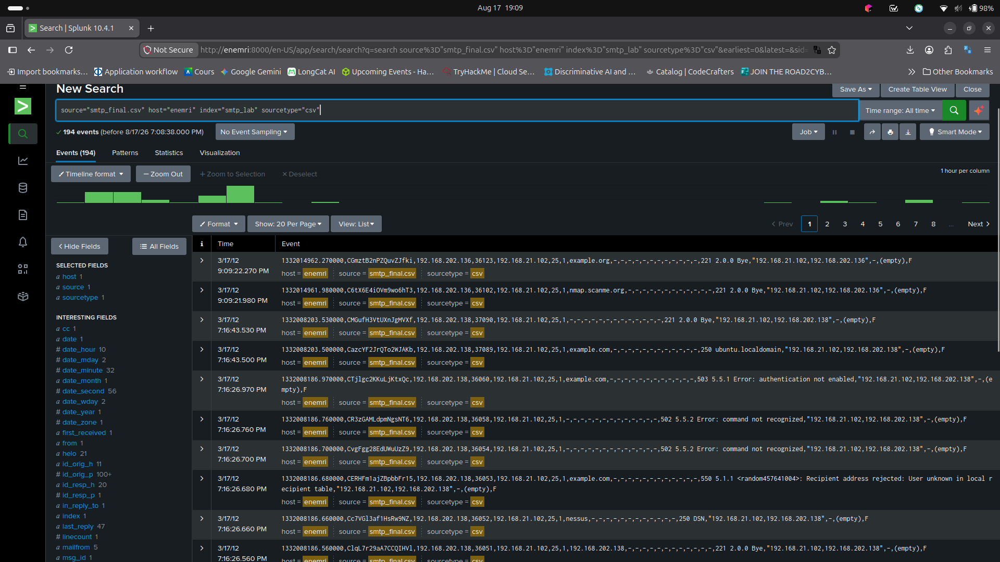 Aug 17 19:09
98%
Search | Splunk 10.4.1
Not Secure
http://enemri:8000/en-US/app/search/search?q=search source%3D"smtp_final.csv" host%3D"enemri" index%3D"smtp_lab" sourcetype%3D"csv"&earliest=0&latest=&sid=
Import bookmarks... Application workflow Cours Google Gemini LongCat AI Upcoming Events - Ha... TryHackMe | Cloud Se... Discriminative AI and ... Catalog | CodeCrafters JOIN THE ROAD2CYB... Other Bookmarks
New Search
Save As Create Table View Close
source="smtp_final.csv" host="enemri" index="smtp_lab" sourcetype="csv"
Time range: All time
194 events (before 8/17/26 7:08:38.000 PM)
No Event Sampling
Job
Smart Mode
Events (194) Patterns Statistics Visualization
Timeline format
Zoom Out
Zoom to Selection
Deselect
1 hour per column
Format
Show: 20 Per Page
View: List
Prev 1 2 3 4 5 6 7 8 ... Next
Hide Fields
All Fields
SELECTED FIELDS
a host 1
a source 1
a sourcetype 1
INTERESTING FIELDS
a cc 1
a date 1
# date_hour 10
# date_mday 2
# date_minute 32
a date_month 1
# date_second 56
a date_wday 2
# date_year 1
a date_zone 1
a first_received 1
a from 1
a helo 21
a id_orig_h 11
# id_orig_p 100+
a id_resp_h 20
# id_resp_p 1
a in_reply_to 1
a index 1
a last_reply 47
# linecount 1
a mailfrom 5
a msg_id 1
i Time Event
3/17/12
9:09:22.270 PM
1332014962.270000,CGmztB2nPZQuvZJfki,192.168.202.136,36123,192.168.21.102,25,1,example.org,-,-,-,-,-,-,-,-,-,-,-,-,221 2.0.0 Bye,"192.168.21.102,192.168.202.136",-,(empty),F
host = enemri source = smtp_final.csv sourcetype = csv
3/17/12
9:09:21.980 PM
1332014961.980000,C6tX6E4iOVm9wo6hT3,192.168.202.136,36102,192.168.21.102,25,1,nmap.scanme.org,-,-,-,-,-,-,-,-,-,-,-,-,221 2.0.0 Bye,"192.168.21.102,192.168.202.136",-,(empty),F
host = enemri source = smtp_final.csv sourcetype = csv
3/17/12
7:16:43.530 PM
1332008203.530000,CMGufH3VtUXnJgMVXf,192.168.202.138,37090,192.168.21.102,25,1,-,-,-,-,-,-,-,-,-,-,-,-,-,221 2.0.0 Bye,"192.168.21.102,192.168.202.138",-,(empty),F
host = enemri source = smtp_final.csv sourcetype = csv
3/17/12
7:16:43.500 PM
1332008203.500000,CazcYF2JrQTo2WJAKb,192.168.202.138,37089,192.168.21.102,25,1,example.com,-,-,-,-,-,-,-,-,-,-,-,-,250 ubuntu.localdomain,"192.168.21.102,192.168.202.138",-,(empty),F
host = enemri source = smtp_final.csv sourcetype = csv
3/17/12
7:16:26.970 PM
1332008186.970000,CTjlgc2KKuLjKtxQc,192.168.202.138,36060,192.168.21.102,25,1,example.com,-,-,-,-,-,-,-,-,-,-,-,-,503 5.5.1 Error: authentication not enabled,"192.168.21.102,192.168.202.138",-,(e
mpty),F
host = enemri source = smtp_final.csv sourcetype = csv
3/17/12
7:16:26.760 PM
1332008186.760000,CR3zGAMLdpmNgsNT6,192.168.202.138,36058,192.168.21.102,25,1,-,-,-,-,-,-,-,-,-,-,-,-,-,502 5.5.2 Error: command not recognized,"192.168.21.102,192.168.202.138",-,(empty),F
host = enemri source = smtp_final.csv sourcetype = csv
3/17/12
7:16:26.700 PM
1332008186.700000,CvgFgg28EdUWuUzZ9,192.168.202.138,36054,192.168.21.102,25,1,-,-,-,-,-,-,-,-,-,-,-,-,-,502 5.5.2 Error: command not recognized,"192.168.21.102,192.168.202.138",-,(empty),F
host = enemri source = smtp_final.csv sourcetype = csv
3/17/12
7:16:26.680 PM
1332008186.680000,CERHFm1ajZBpbbFr15,192.168.202.138,36053,192.168.21.102,25,1,example.com,-,-,-,-,-,-,-,-,-,-,-,-,550 5.1.1 <random457641004>: Recipient address rejected: User unknown in local r
ecipient table,"192.168.21.102,192.168.202.138",-,(empty),F
host = enemri source = smtp_final.csv sourcetype = csv
3/17/12
7:16:26.660 PM
1332008186.660000,Cc7VGl3af1HsRw9NZ,192.168.202.138,36052,192.168.21.102,25,1,nessus,-,-,-,-,-,-,-,-,-,-,-,-,250 DSN,"192.168.21.102,192.168.202.138",-,(empty),F
host = enemri source = smtp_final.csv sourcetype = csv
3/17/12
7:16:26.560 PM
1332008186.560000,ClqL7r29aA7CCQIHVl,192.168.202.138,36051,192.168.21.102,25,1,192.168.202.138,-,-,-,-,-,-,-,-,-,-,-,-,221 2.0.0 Bye,"192.168.21.102,192.168.202.138",-,(empty),F
host = enemri source = smtp_final.csv sourcetype = csv